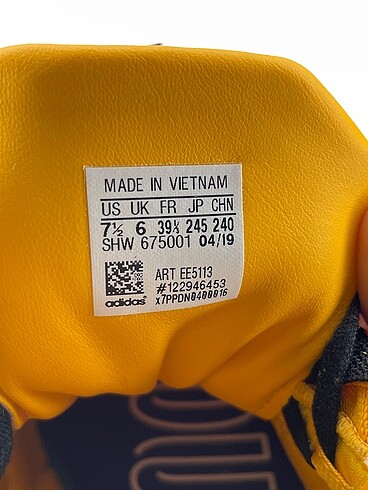 MADE IN VIETNAM
US UK FR JP CHN
7½ 6 39⅓ 245 240
SHW 675001 04/19
ART EE5113
#122946453
adidas x7PPDN0400016